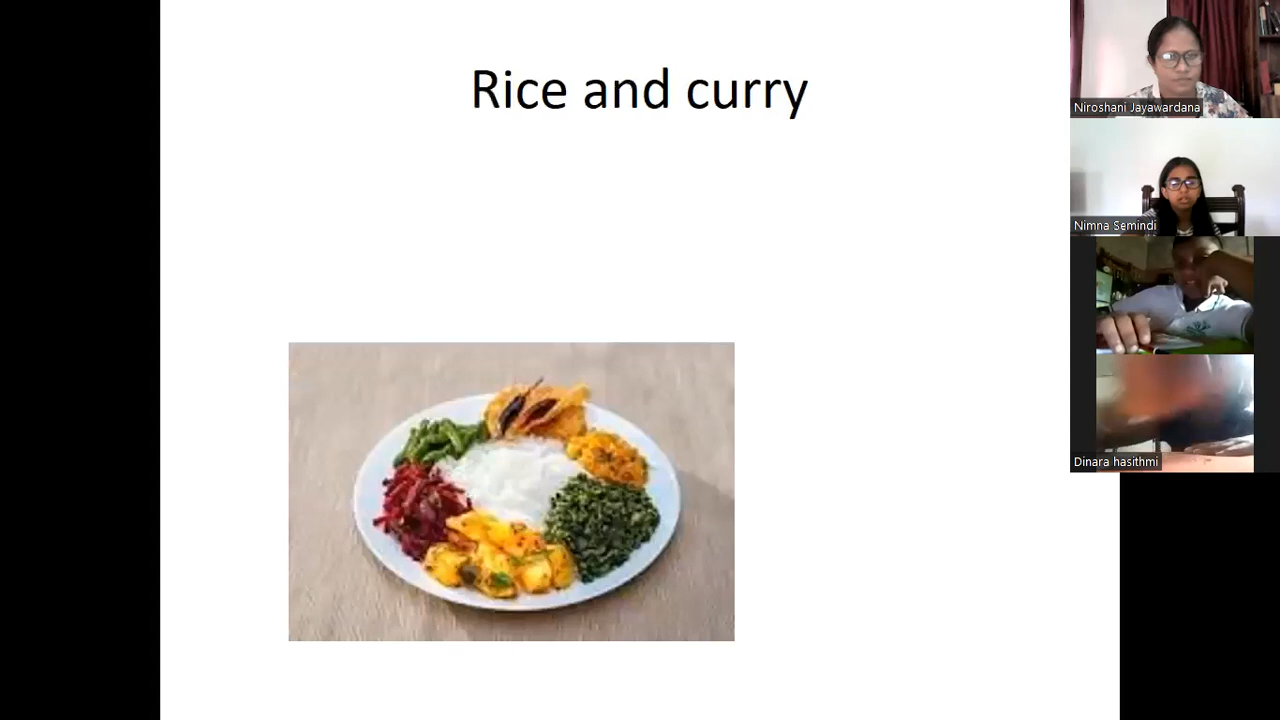 Rice and curry
Niroshani Jayawardana
Nimna Semindi
Dinara hasithmi